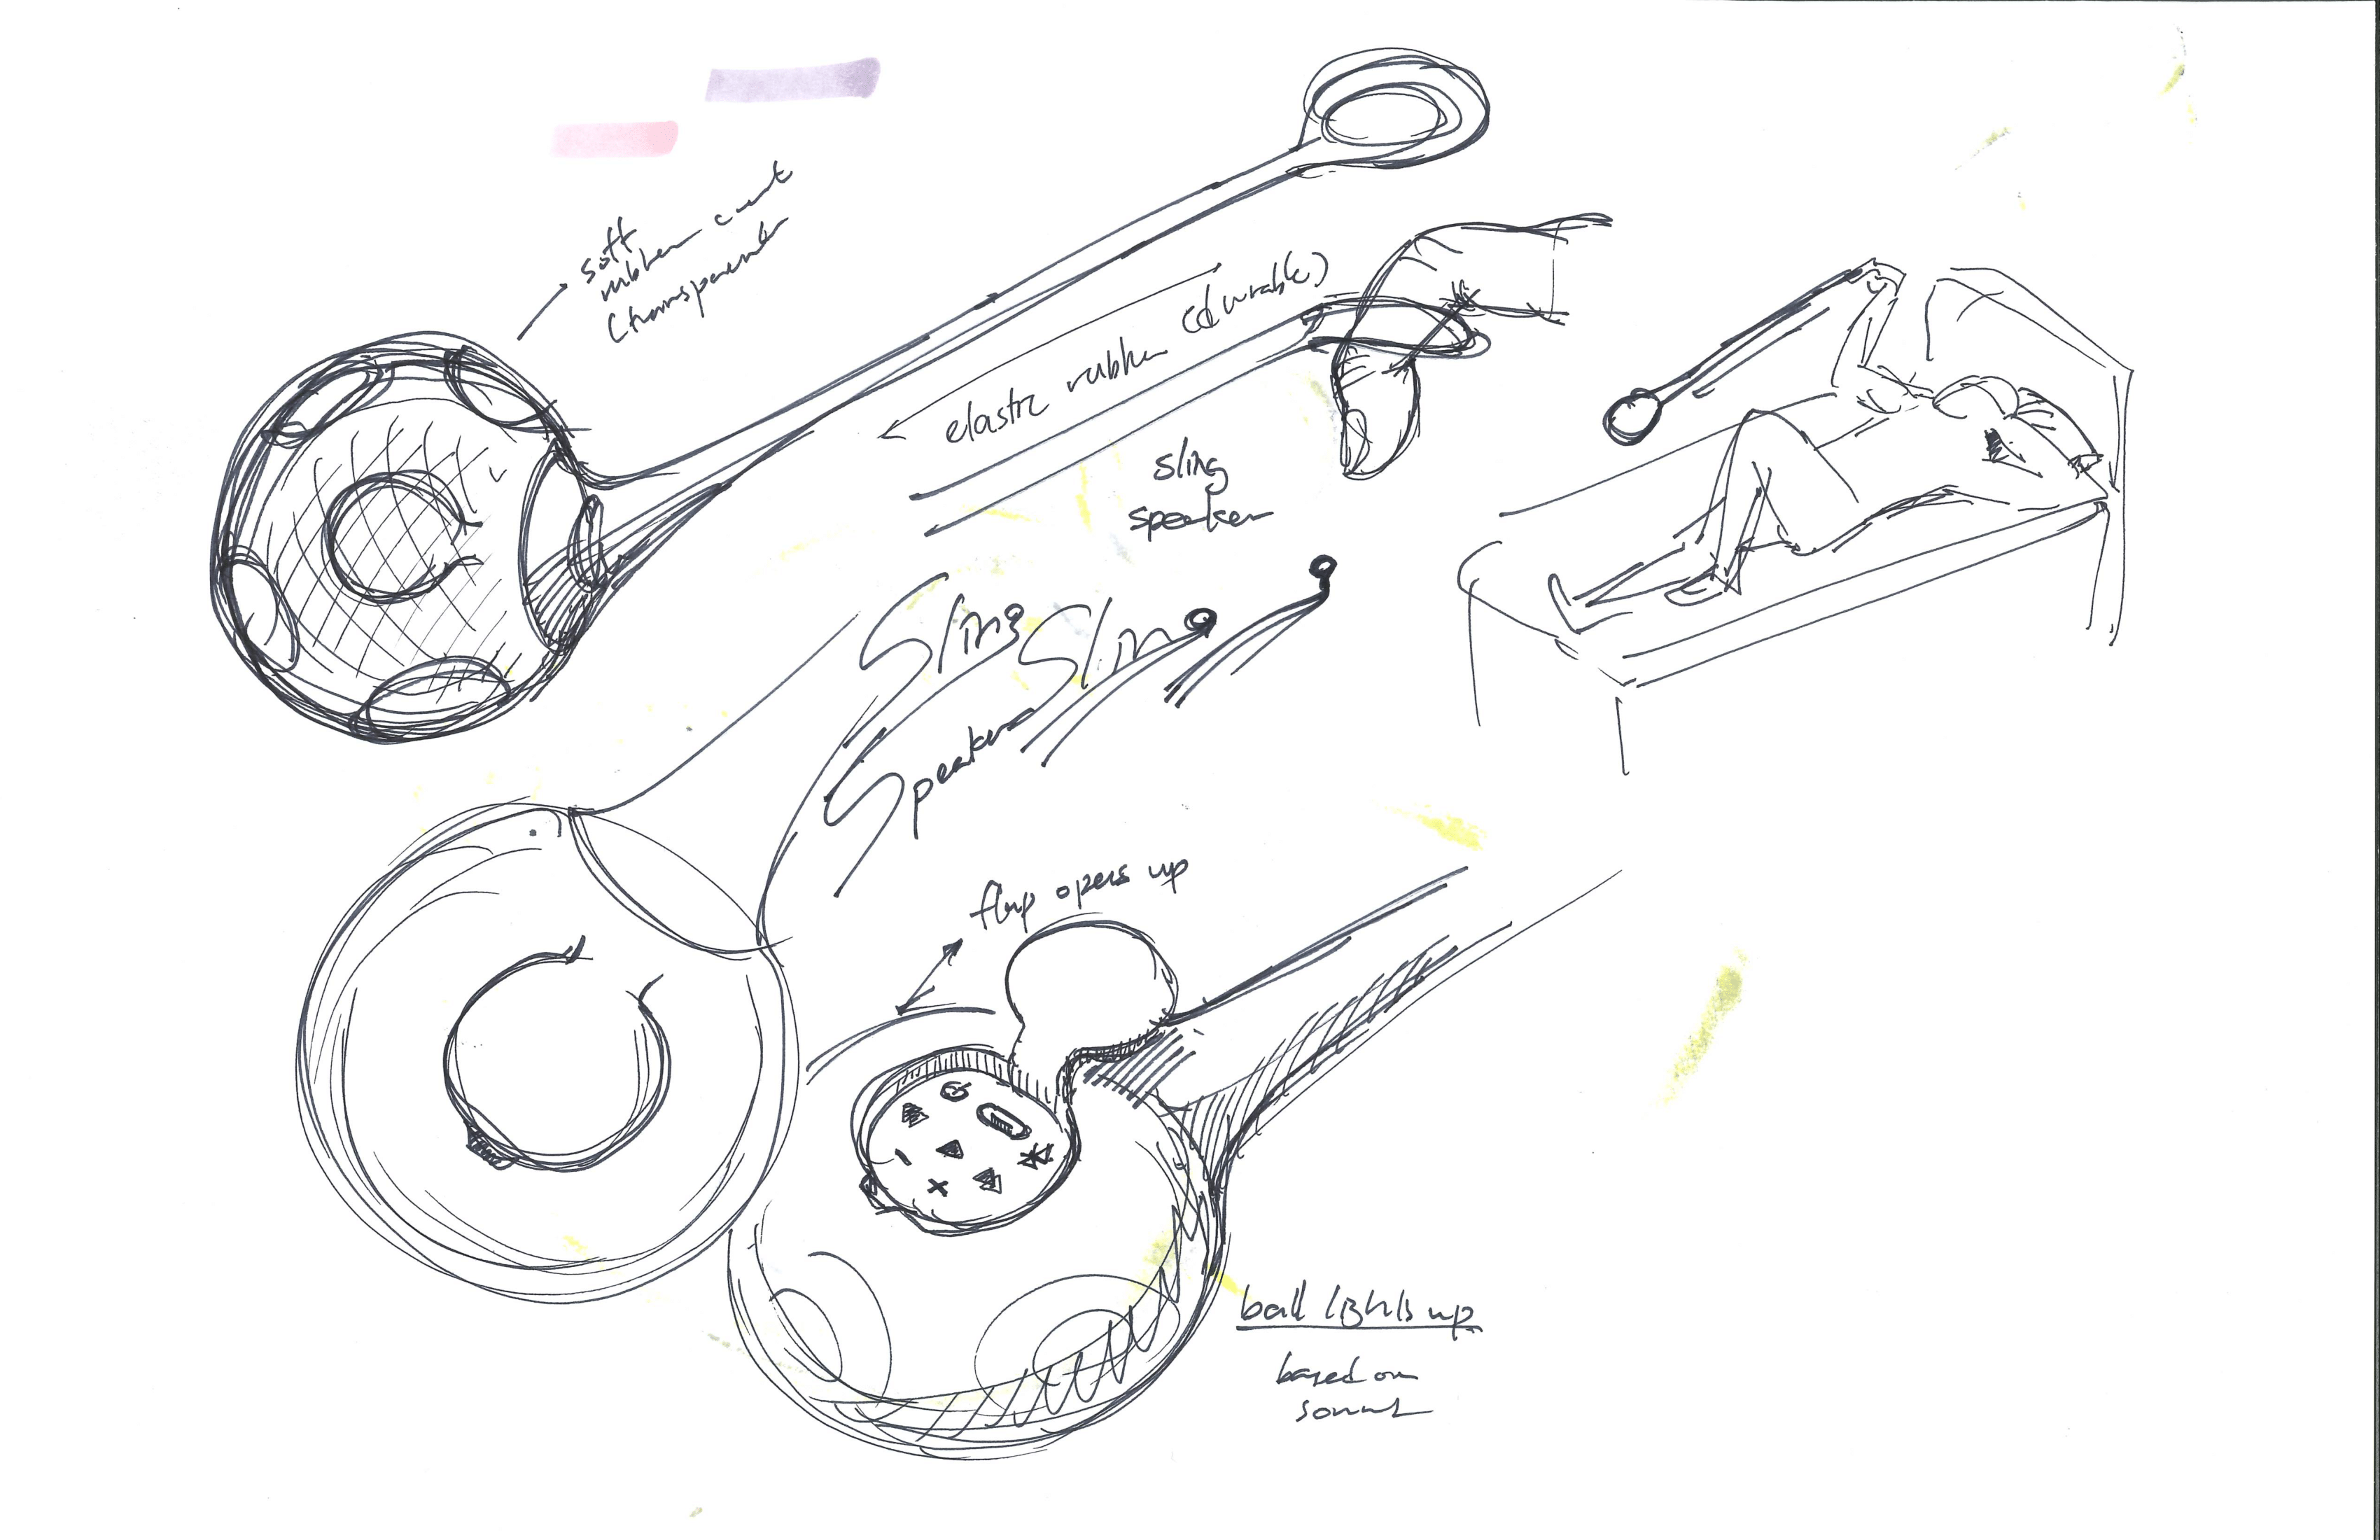 soft
rubber
(transparent
elastic rubber (durable)
sling
speaker
Sling Sling
Speaker
flap opens up
ball lights up
based on
sound